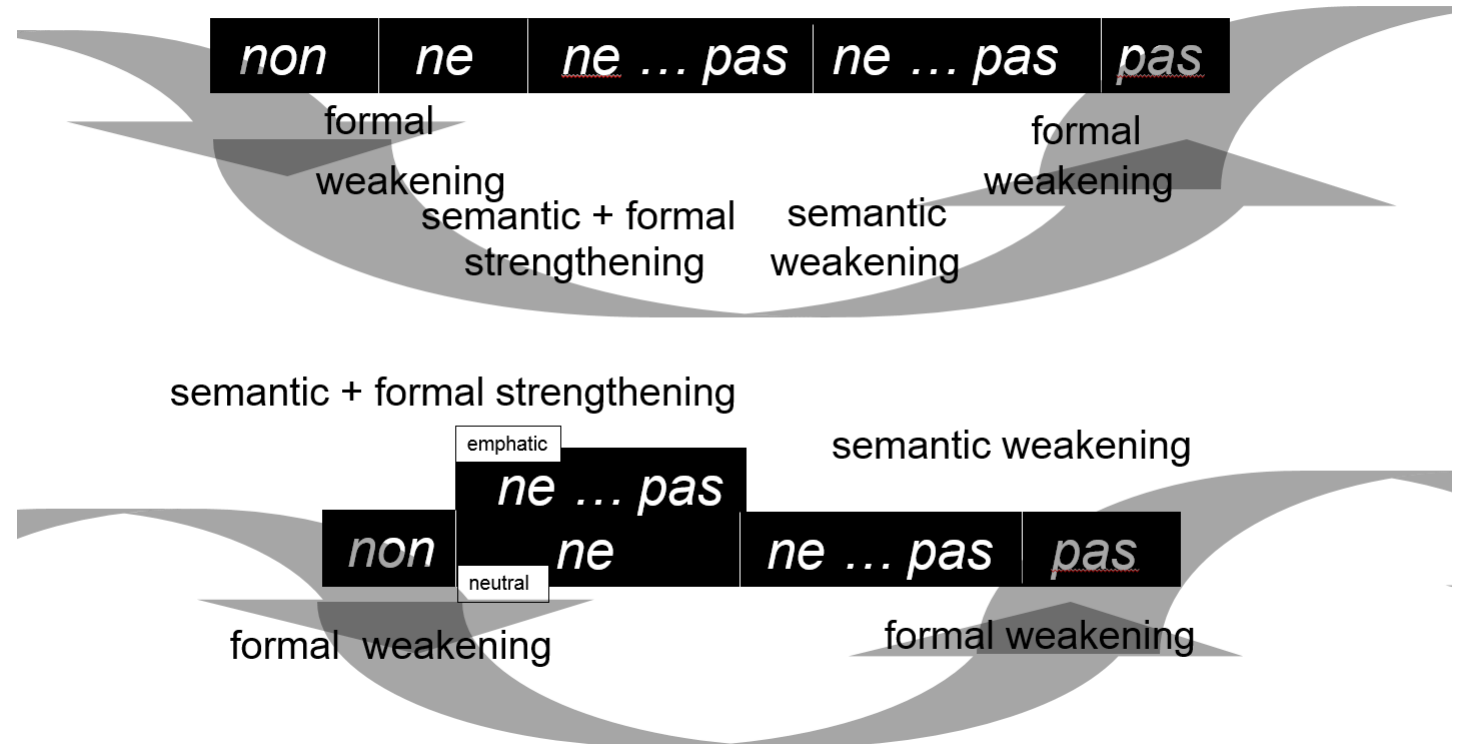 non ne ne … pas ne … pas pas
formal
weakening
semantic + formal
strengthening
semantic
weakening
formal
weakening
semantic + formal strengthening
semantic weakening
emphatic
ne … pas
non ne ne … pas pas
neutral
formal weakening
formal weakening